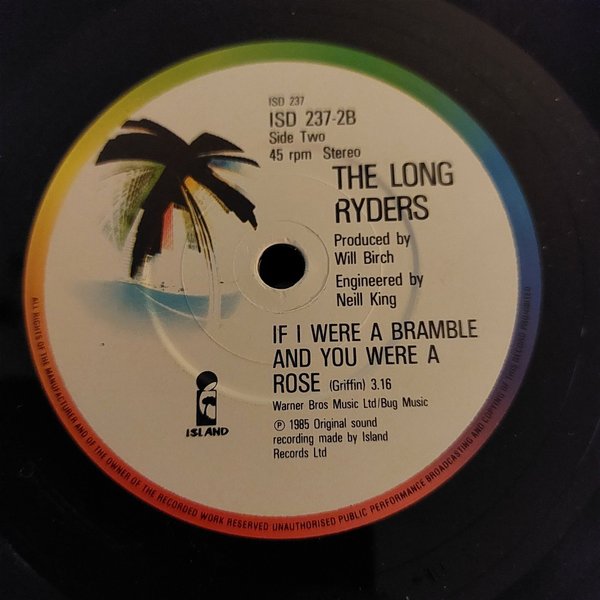 ISD 237
ISD 237-2B
Side Two
45 rpm Stereo
THE LONG
RYDERS
Produced by
Will Birch
Engineered by
Neill King
IF I WERE A BRAMBLE
AND YOU WERE A
ROSE (Griffin) 3.16
Warner Bros Music Ltd/Bug Music
℗ 1985 Original sound
recording made by Island
Records Ltd
ISLAND
ALL RIGHTS OF THE MANUFACTURER AND OF THE OWNER OF THE RECORDED WORK RESERVED UNAUTHORISED PUBLIC PERFORMANCE BROADCASTING AND COPYING OF THIS RECORD PROHIBITED